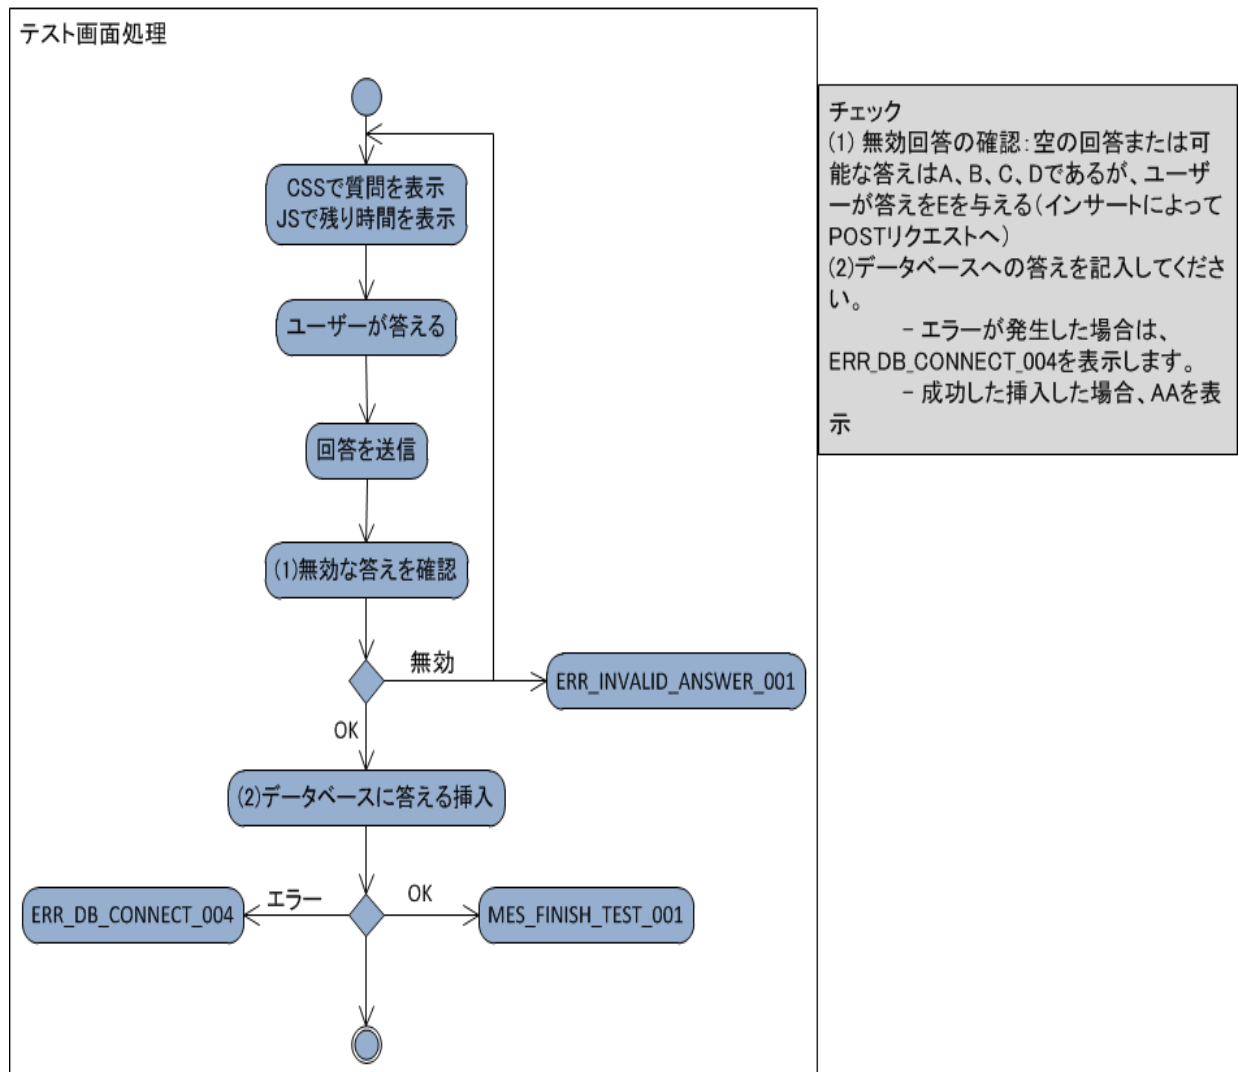 テスト画面処理
CSSで質問を表示
JSで残り時間を表示
ユーザーが答える
回答を送信
(1)無効な答えを確認
無効
ERR_INVALID_ANSWER_001
OK
(2)データベースに答える挿入
エラー
OK
ERR_DB_CONNECT_004
MES_FINISH_TEST_001
チェック
(1) 無効回答の確認：空の回答または可
能な答えはA、B、C、Dであるが、ユーザ
ーが答えをEを与える（インサートによって
POSTリクエストへ）
(2)データベースへの答えを記入してくださ
い。
－エラーが発生した場合は、
ERR_DB_CONNECT_004を表示します。
－成功した挿入した場合、AAを表
示